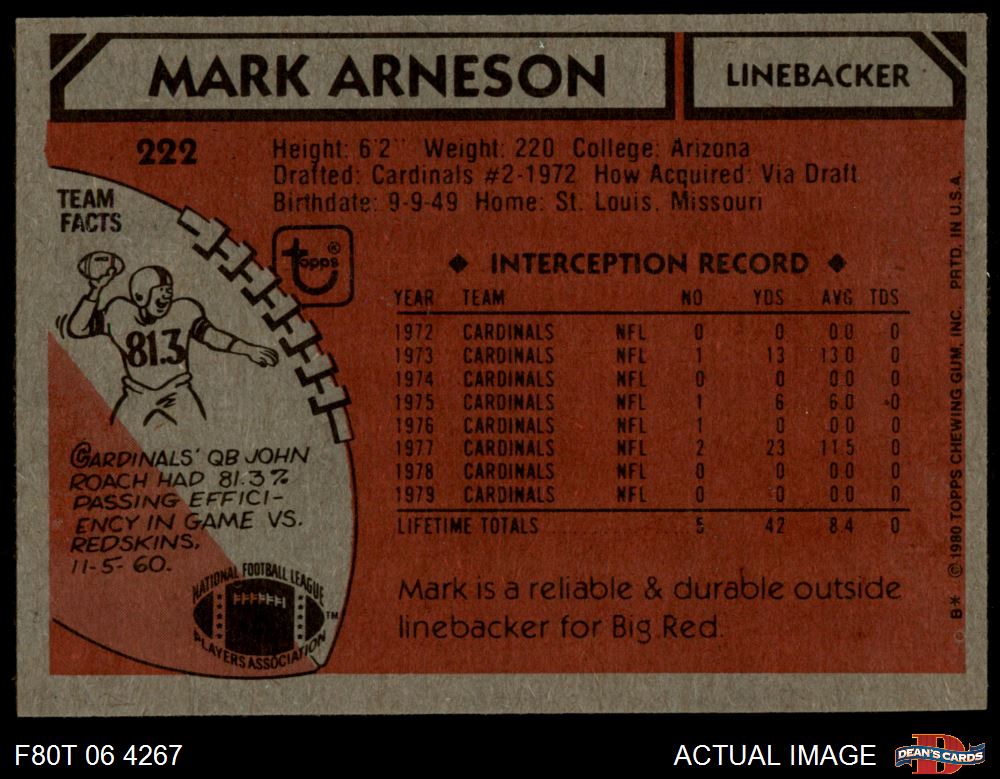 MARK ARNESON
LINEBACKER
222
Height: 6'2" Weight: 220 College: Arizona
Drafted: Cardinals #2-1972 How Acquired: Via Draft
Birthdate: 9-9-49 Home: St. Louis, Missouri
TEAM
FACTS
topps®
81.3
CARDINALS' QB JOHN
ROACH HAD 81.3%
PASSING EFFICI-
ENCY IN GAME VS.
REDSKINS,
11-5-60.
NATIONAL FOOTBALL LEAGUE
PLAYERS ASSOCIATION
TM
◆ INTERCEPTION RECORD ◆
YEAR TEAM NO YDS AVG TDS
1972 CARDINALS NFL 0 0 0.0 0
1973 CARDINALS NFL 1 13 13.0 0
1974 CARDINALS NFL 0 0 0.0 0
1975 CARDINALS NFL 1 6 6.0 0
1976 CARDINALS NFL 1 0 0.0 0
1977 CARDINALS NFL 2 23 11.5 0
1978 CARDINALS NFL 0 0 0.0 0
1979 CARDINALS NFL 0 0 0.0 0
LIFETIME TOTALS 5 42 8.4 0
Mark is a reliable & durable outside
linebacker for Big Red.
B* ©1980 TOPPS CHEWING GUM, INC. PRTD. IN U.S.A.
F80T 06 4267
ACTUAL IMAGE
DEAN'S CARDS